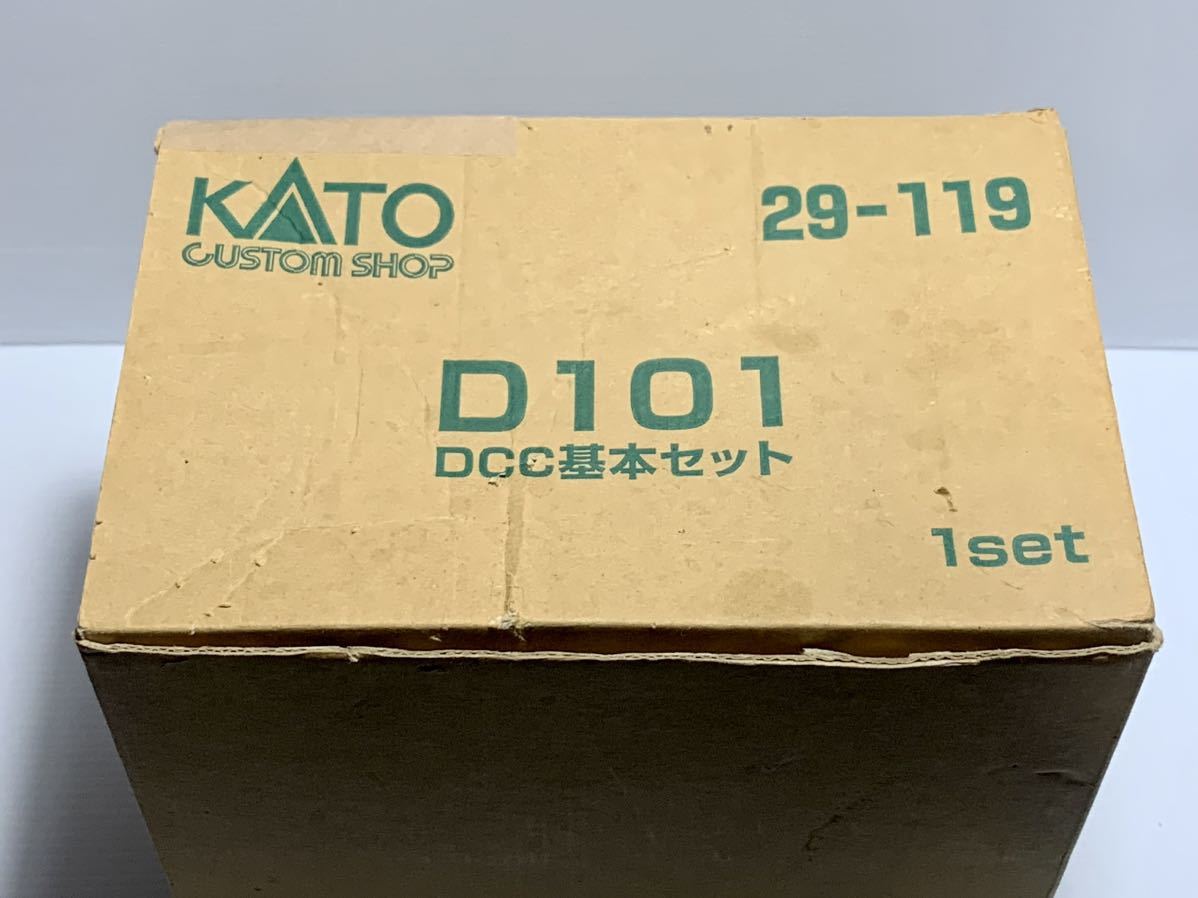 KATO
CUSTOM SHOP
29-119
D101
DCC基本セット
1set